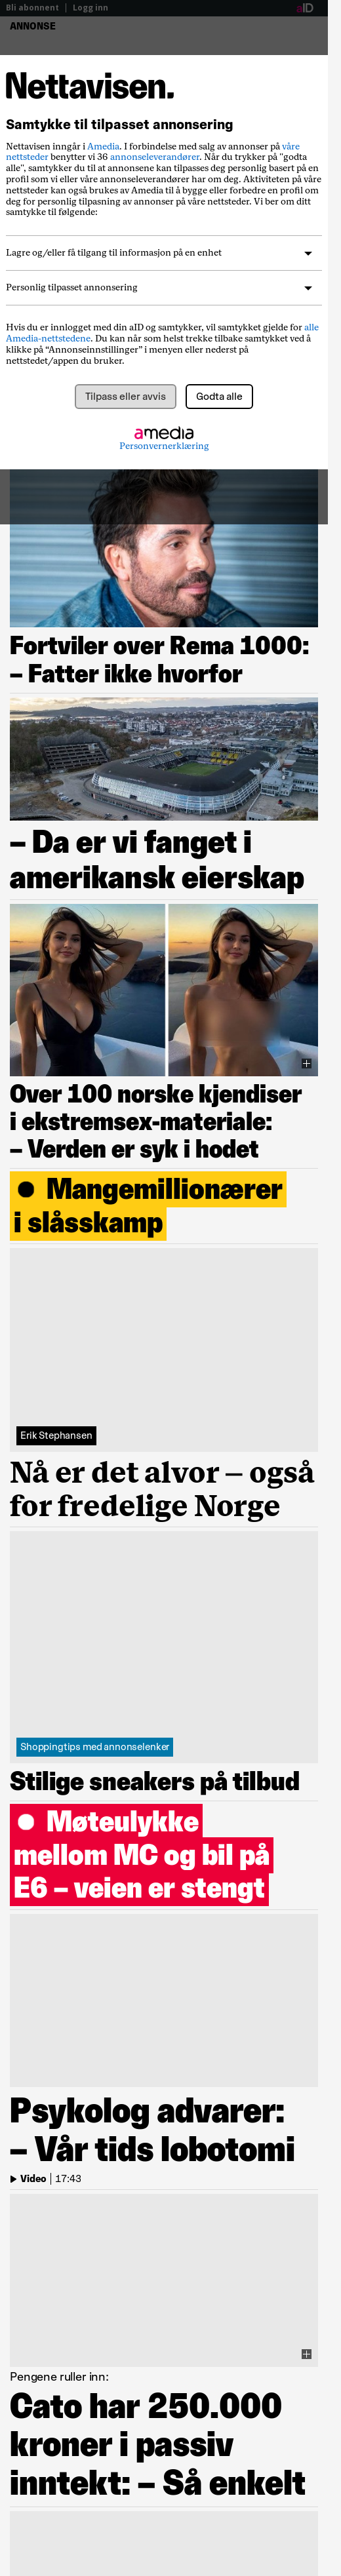 Bli abonnent | Logg inn
aID
ANNONSE
Nettavisen.
Samtykke til tilpasset annonsering
Nettavisen inngår i Amedia. I forbindelse med salg av annonser på våre
nettsteder benytter vi 36 annonseleverandører. Når du trykker på "godta
alle", samtykker du til at annonsene kan tilpasses deg personlig basert på en
profil som vi eller våre annonseleverandører har om deg. Aktiviteten på våre
nettsteder kan også brukes av Amedia til å bygge eller forbedre en profil om
deg for personlig tilpasning av annonser på våre nettsteder. Vi ber om ditt
samtykke til følgende:
Lagre og/eller få tilgang til informasjon på en enhet
Personlig tilpasset annonsering
Hvis du er innlogget med din aID og samtykker, vil samtykket gjelde for alle
Amedia-nettstedene. Du kan når som helst trekke tilbake samtykket ved å
klikke på “Annonseinnstillinger” i menyen eller nederst på
nettstedet/appen du bruker.
Tilpass eller avvis
Godta alle
amedia
Personvernerklæring
Fortviler over Rema 1000:
– Fatter ikke hvorfor
– Da er vi fanget i
amerikansk eierskap
Over 100 norske kjendiser
i ekstremsex-materiale:
– Verden er syk i hodet
Mangemillionærer
i slåsskamp
Erik Stephansen
Nå er det alvor – også
for fredelige Norge
Shoppingtips med annonselenker
Stilige sneakers på tilbud
Møteulykke
mellom MC og bil på
E6 – veien er stengt
Psykolog advarer:
– Vår tids lobotomi
Video | 17:43
Pengene ruller inn:
Cato har 250.000
kroner i passiv
inntekt: – Så enkelt